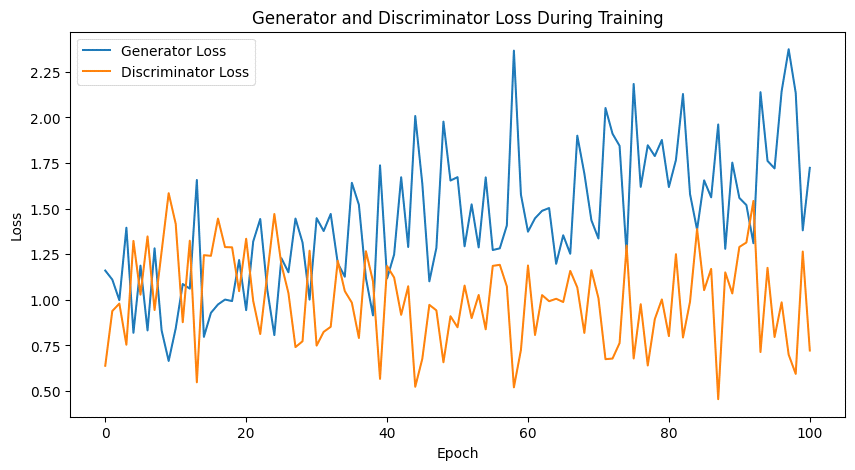 Generator and Discriminator Loss During Training
Generator Loss
Discriminator Loss
2.25
2.00
1.75
1.50
1.25
1.00
0.75
0.50
Loss
0 20 40 60 80 100
Epoch